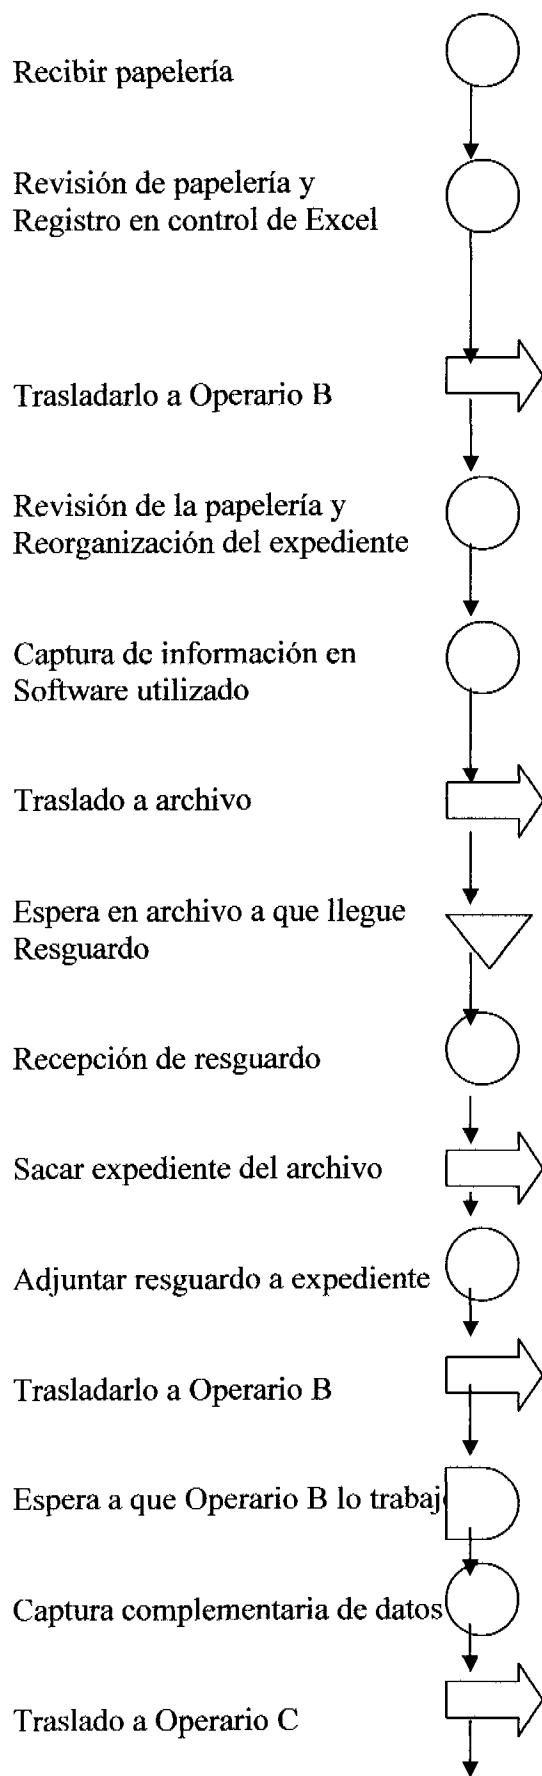 Recibir papelería
Revisión de papelería y
Registro en control de Excel
Trasladarlo a Operario B
Revisión de la papelería y
Reorganización del expediente
Captura de información en
Software utilizado
Traslado a archivo
Espera en archivo a que llegue
Resguardo
Recepción de resguardo
Sacar expediente del archivo
Adjuntar resguardo a expediente
Trasladarlo a Operario B
Espera a que Operario B lo trabaj
Captura complementaria de datos
Traslado a Operario C